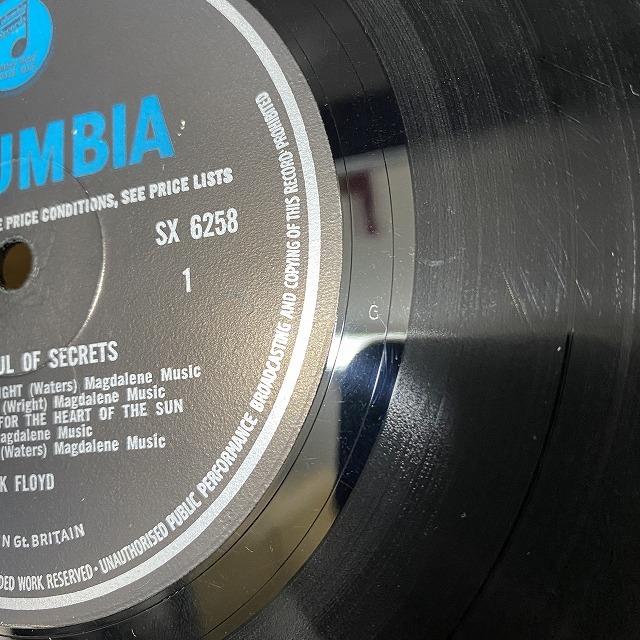 UMBIA
PRICE CONDITIONS, SEE PRICE LISTS
SX 6258
1
UL OF SECRETS
IGHT (Waters) Magdalene Music
(Wright) Magdalene Music
FOR THE HEART OF THE SUN
agdalene Music
(Waters) Magdalene Music
K FLOYD
N Gt. BRITAIN
DED WORK RESERVED · UNAUTHORISED PUBLIC PERFORMANCE BROADCASTING AND COPYING OF THIS RECORD PROHIBITED
G